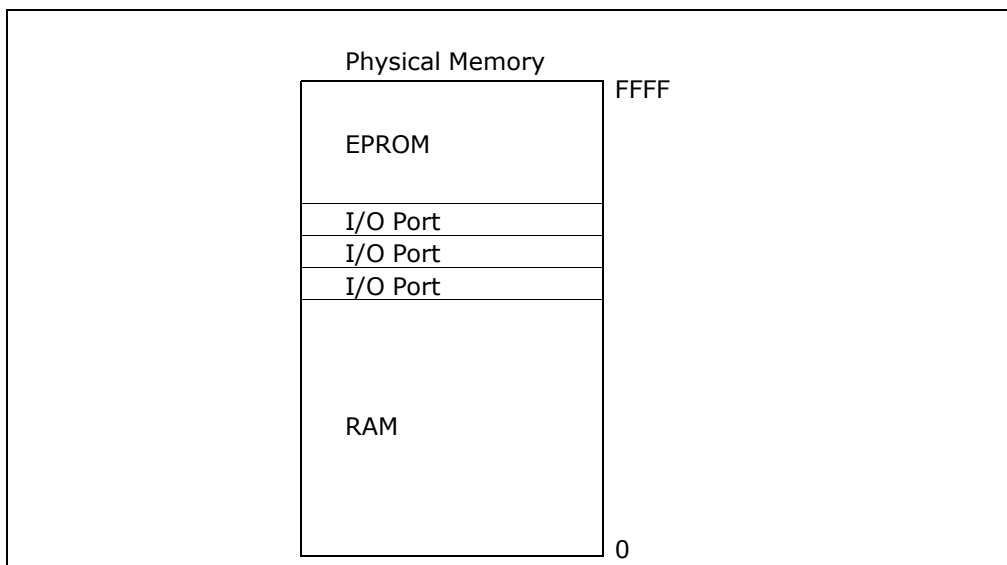 Physical Memory
FFFF
EPROM
I/O Port
I/O Port
I/O Port
RAM
0